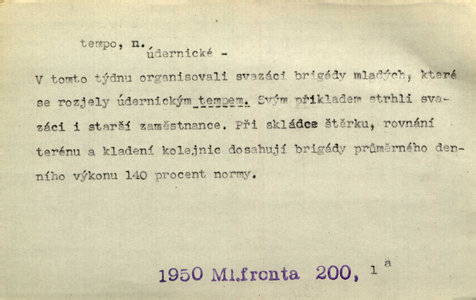 tempo, n.
údernické -
V tomto týdnu organisovali svazáci brigády mladých, které
se rozjely údernickým tempem. Svým příkladem strhli sva-
záci i starší zaměstnance. Při skládce štěrku, rovnání
terénu a kladení kolejnic dosahují brigády průměrného den-
ního výkonu 140 procent normy.
1950 Ml.fronta 200, 1 a